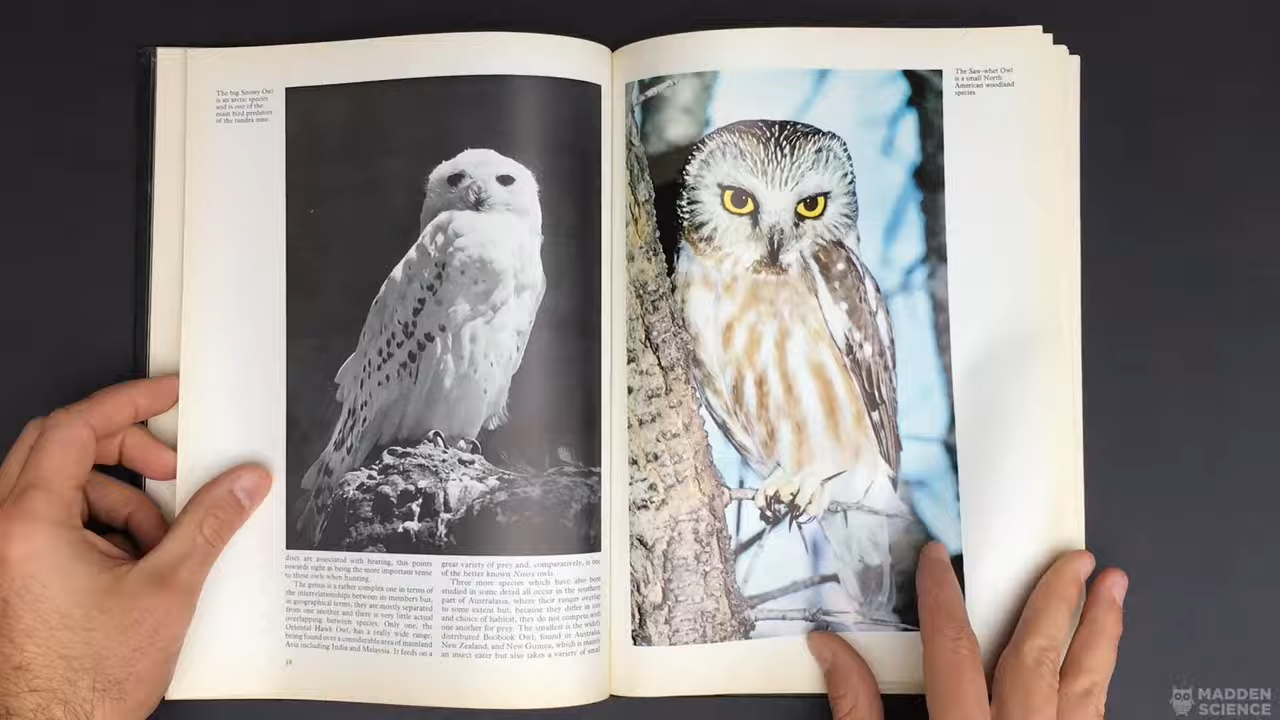 The big Snowy Owl
is an arctic species
and is one of the
main bird predators
of the tundra zone.
discs are associated with hearing, this points
towards sight as being the more important sense
to these owls when hunting.
The genus is a rather complex one in terms of
the interrelationships between its members but,
in geographical terms, they are mostly separated
from one another and there is very little actual
overlapping between species. Only one, the
Oriental Hawk Owl, has a really wide range,
being found over a considerable area of mainland
Asia including India and Malaysia. It feeds on a
great variety of prey and, comparatively, is one
of the better known Ninox owls.
Three more species which have also been
studied in some detail all occur in the southern
part of Australasia, where their ranges overlap
to some extent but, because they differ in size
and choice of habitat, they do not compete with
one another for prey. The smallest is the widely
distributed Boobook Owl, found in Australia,
New Zealand, and New Guinea, which is mainly
an insect eater but also takes a variety of small
The Saw-whet Owl
is a small North
American woodland
species.
MADDEN
SCIENCE